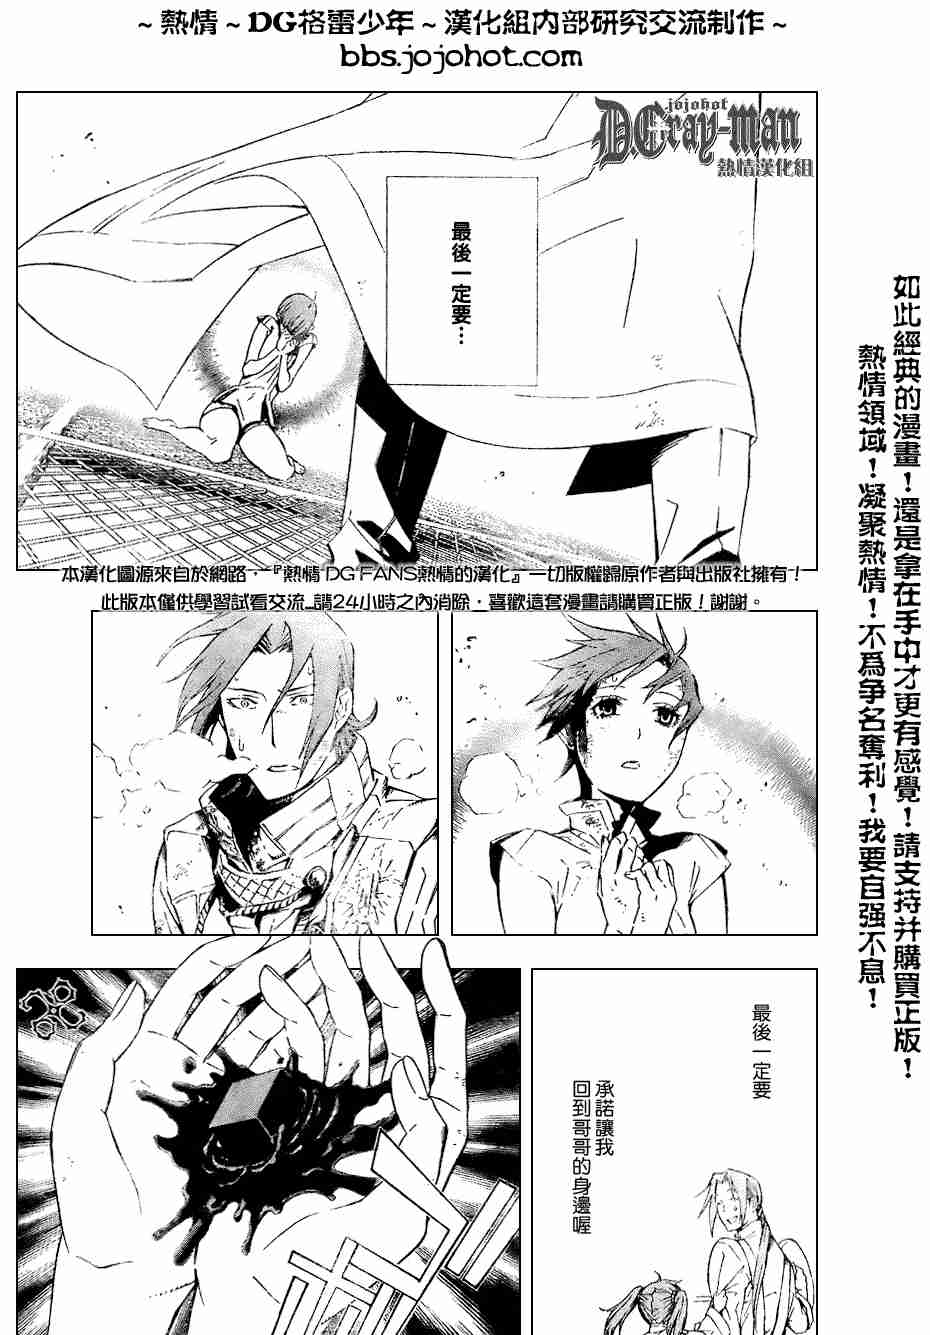 ~熱情~DG格雷少年~漢化組內部研究交流制作~
bbs.jojohot.com
jojohot
D.Gray-man
熱情漢化組
最後一定要…
本漢化圖源來自於網路，『熱情 DG FANS熱情的漢化』一切版權歸原作者與出版社擁有！
此版本僅供學習試看交流，請24小時之內消除，喜歡這套漫畫請購買正版！謝謝。
如此經典的漫畫！還是拿在手中才更有感覺！請支持并購買正版！
熱情領域！凝聚熱情！不爲争名奪利！我要自强不息！
最後一定要
承諾讓我
回到哥哥的身邊喔